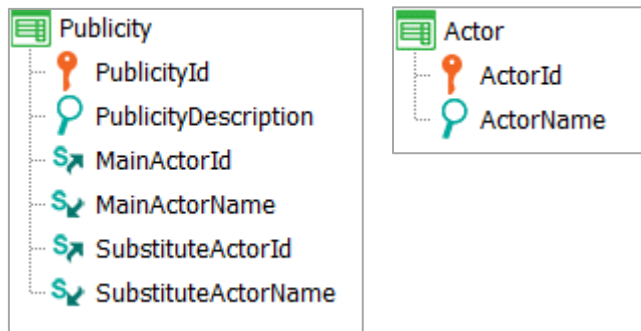 Publicity
PublicityId
PublicityDescription
MainActorId
MainActorName
SubstituteActorId
SubstituteActorName
Actor
ActorId
ActorName